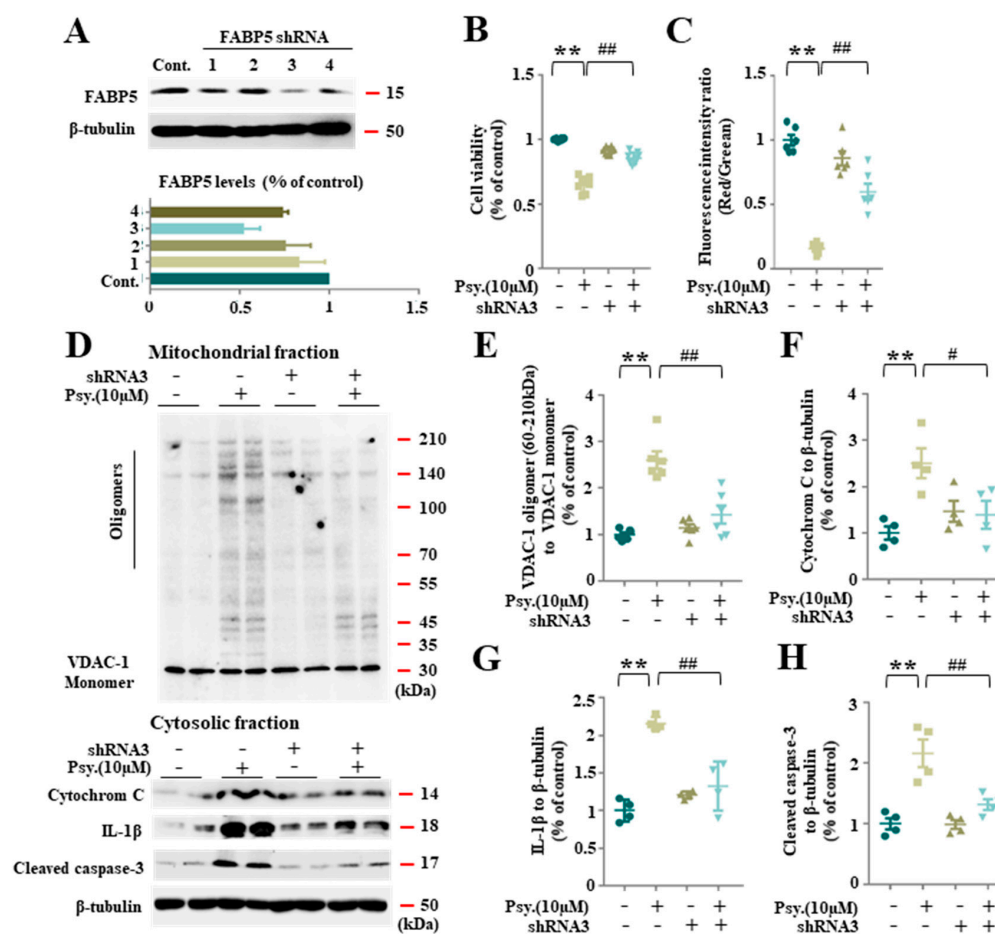 A
FABP5 shRNA
Cont. 1 2 3 4
FABP5
15
β-tubulin
50
FABP5 levels (% of control)
4
3
2
1
Cont.
0 0.5 1 1.5
B
** ##
1.5
1
0.5
0
Cell viability
(% of control)
Psy.(10μM) - + - +
shRNA3 - - + +
C
** ##
1.5
1
0.5
0
Fluorescence intensity ratio
(Red/Greean)
Psy.(10μM) - + - +
shRNA3 - - + +
D
Mitochondrial fraction
shRNA3 - - + +
Psy.(10μM) - + - +
Oligomers
210
140
100
70
55
45
35
30
VDAC-1
Monomer
(kDa)
Cytosolic fraction
shRNA3 - - + +
Psy.(10μM) - + - +
Cytochrom C
14
IL-1β
18
Cleaved caspase-3
17
β-tubulin
50
(kDa)
E
** ##
4
3
2
1
0
VDAC-1 oligomer (60-210kDa)
to VDAC-1 monomer
(% of control)
Psy.(10μM) - + - +
shRNA3 - - + +
F
** #
4
3
2
1
0
Cytochrom C to β-tubulin
(% of control)
Psy.(10μM) - + - +
shRNA3 - - + +
G
** ##
2.5
2
1.5
1
0.5
0
IL-1β to β-tubulin
(% of control)
Psy.(10μM) - + - +
shRNA3 - - + +
H
** ##
3
2
1
0
Cleaved caspase-3
to β-tubulin
(% of control)
Psy.(10μM) - + - +
shRNA3 - - + +